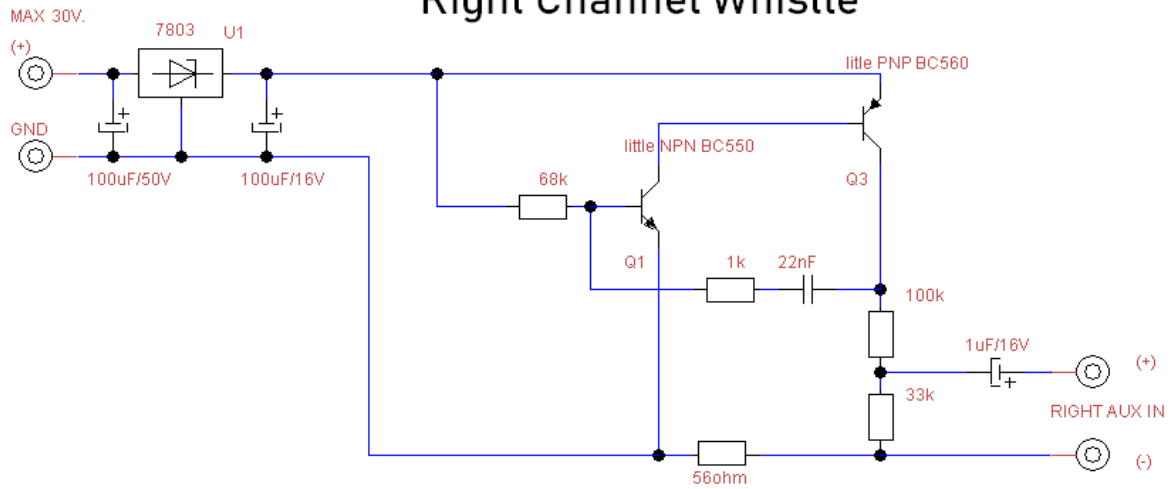 Right Channel Whistle
MAX 30V.
(+)
7803
U1
litle PNP BC560
GND
little NPN BC550
100uF/50V
100uF/16V
68k
Q3
Q1
1k
22nF
100k
1uF/16V
(+)
33k
RIGHT AUX IN
56ohm
(-)
+
+
+